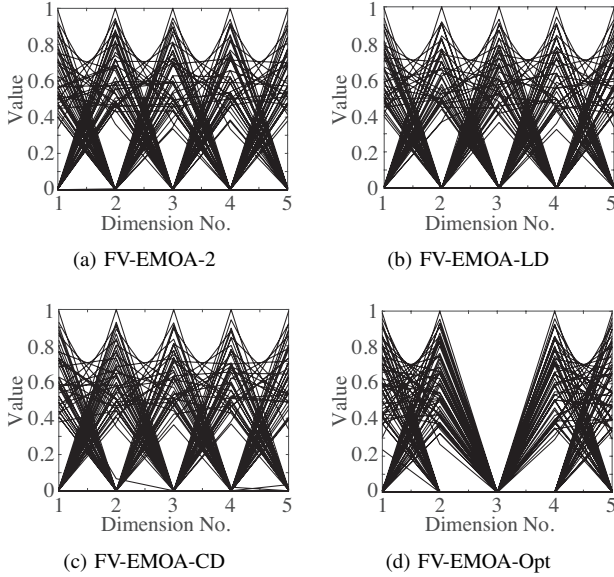 1
0.8
0.6
0.4
0.2
0
Value
1 2 3 4 5
Dimension No.
(a) FV-EMOA-2
1
0.8
0.6
0.4
0.2
0
Value
1 2 3 4 5
Dimension No.
(b) FV-EMOA-LD
1
0.8
0.6
0.4
0.2
0
Value
1 2 3 4 5
Dimension No.
(c) FV-EMOA-CD
1
0.8
0.6
0.4
0.2
0
Value
1 2 3 4 5
Dimension No.
(d) FV-EMOA-Opt